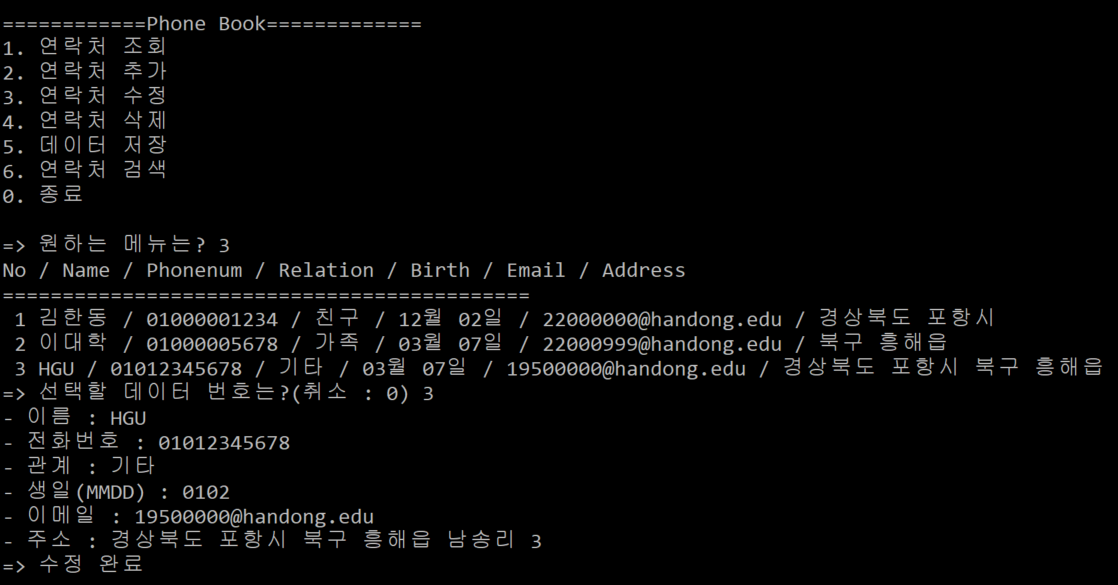 ============Phone Book=============
1. 연락처 조회
2. 연락처 추가
3. 연락처 수정
4. 연락처 삭제
5. 데이터 저장
6. 연락처 검색
0. 종료
=> 원하는 메뉴는? 3
No / Name / Phonenum / Relation / Birth / Email / Address
============================================
1 김한동 / 01000001234 / 친구 / 12월 02일 / 22000000@handong.edu / 경상북도 포항시
2 이대학 / 01000005678 / 가족 / 03월 07일 / 22000999@handong.edu / 북구 흥해읍
3 HGU / 01012345678 / 기타 / 03월 07일 / 19500000@handong.edu / 경상북도 포항시 북구 흥해읍
=> 선택할 데이터 번호는?(취소 : 0) 3
- 이름 : HGU
- 전화번호 : 01012345678
- 관계 : 기타
- 생일(MMDD) : 0102
- 이메일 : 19500000@handong.edu
- 주소 : 경상북도 포항시 북구 흥해읍 남송리 3
=> 수정 완료